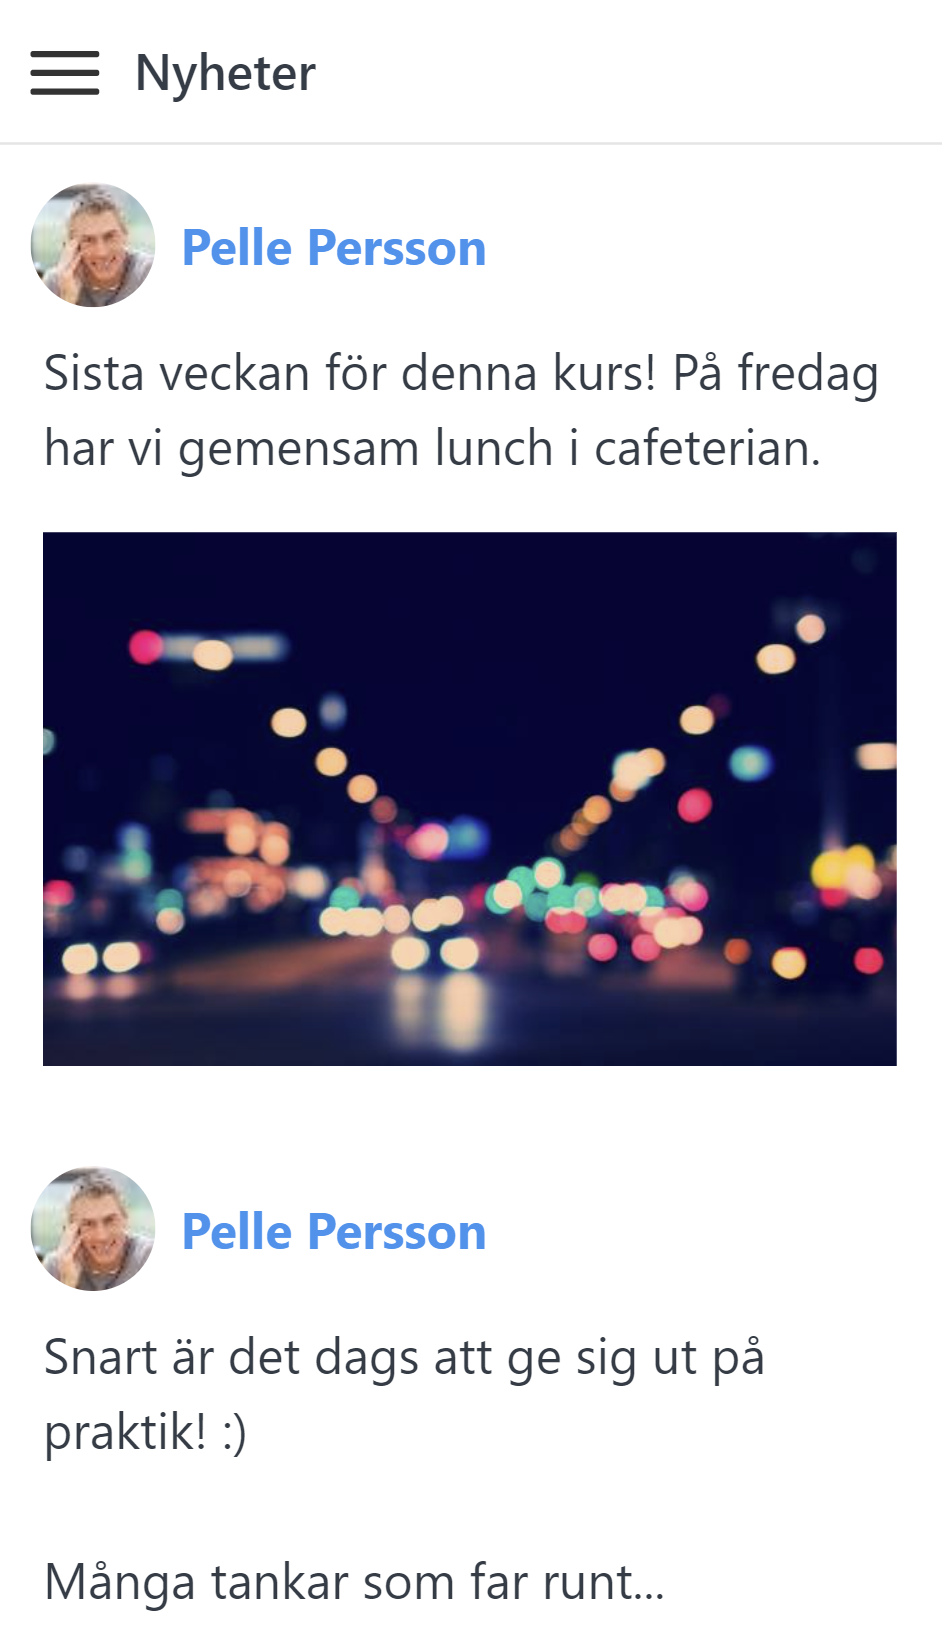 Nyheter
Pelle Persson
Sista veckan för denna kurs! På fredag
har vi gemensam lunch i cafeterian.
Pelle Persson
Snart är det dags att ge sig ut på
praktik! :)
Många tankar som far runt...